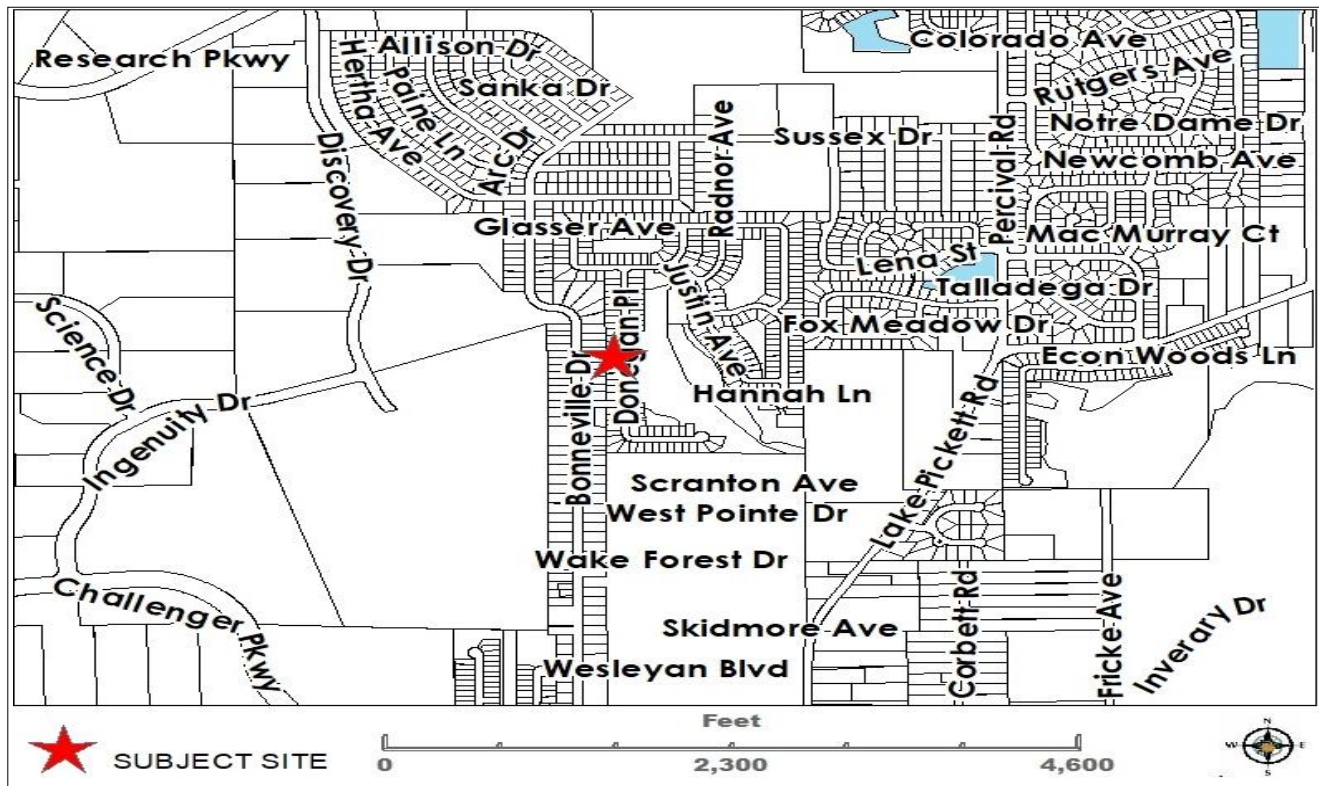 Research Pkwy
Allison Dr
Colorado Ave
Hertha Ave
Paine Ln
Sanka Dr
Rutgers Ave
Arc Dr
Discovery Dr
Radnor Ave
Sussex Dr
Percival Rd
Notre Dame Dr
Newcomb Ave
Glasser Ave
Mac Murray Ct
Lena St
Justin Ave
Talladega Dr
Donegan Pl
Fox Meadow Dr
Science Dr
Econ Woods Ln
Bonneville Dr
Hannah Ln
Ingenuity Dr
Lake Pickett Rd
Scranton Ave
West Pointe Dr
Wake Forest Dr
Challenger Pkwy
Skidmore Ave
Corbett Rd
Fricke Ave
Inverary Dr
Wesleyan Blvd
SUBJECT SITE
Feet
0 2,300 4,600
N
W E
S